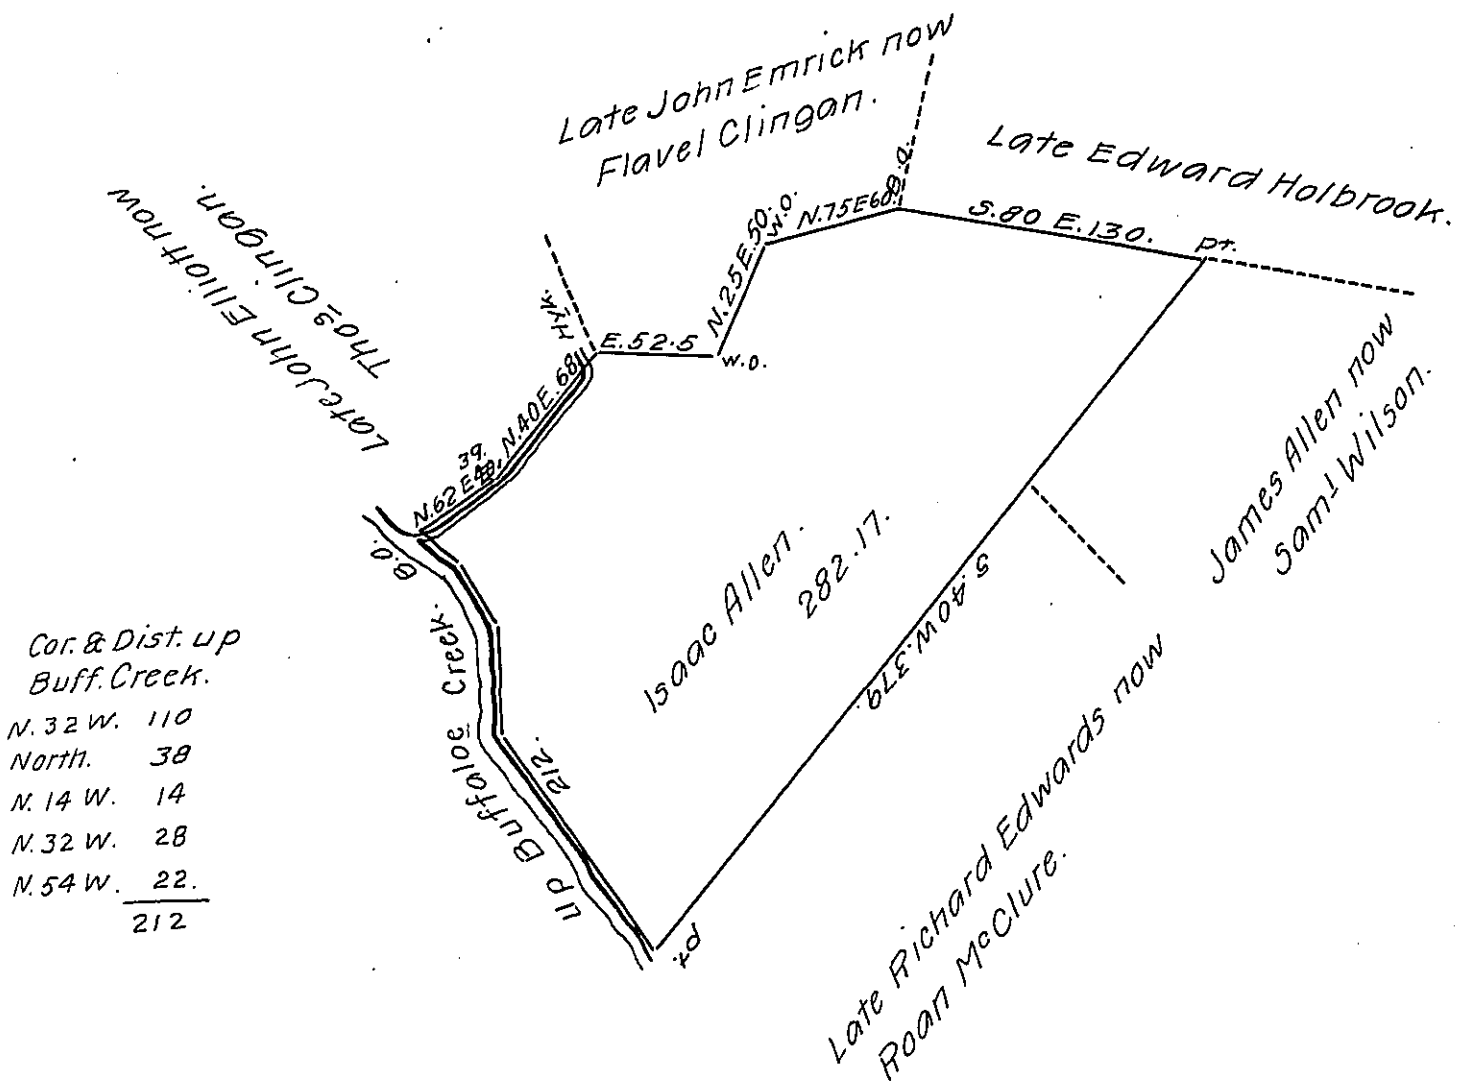 Late John Emrick now
Flavel Clingan.
Late Edward Holbrook.
Late John Elliott now
Thos Clingan.
B.O.
W.O.
N.75E60.
S.80 E.130.
pt.
N.25E.50.
Hyk.
E.52.5
W.O.
N.40E.68
39.
N.62E
B.O.
James Allen now
Sam<sup>l</sup> Wilson.
Isaac Allen.
282.17.
S.40W.379.
Up Buffaloe Creek.
212.
pt.
Late Richard Edwards now
Roan McClure.
Cor. & Dist. up
Buff. Creek.
N.32 W. 110
North. 38
N.14 W. 14
N.32 W. 28
N.54 W. 22.
212